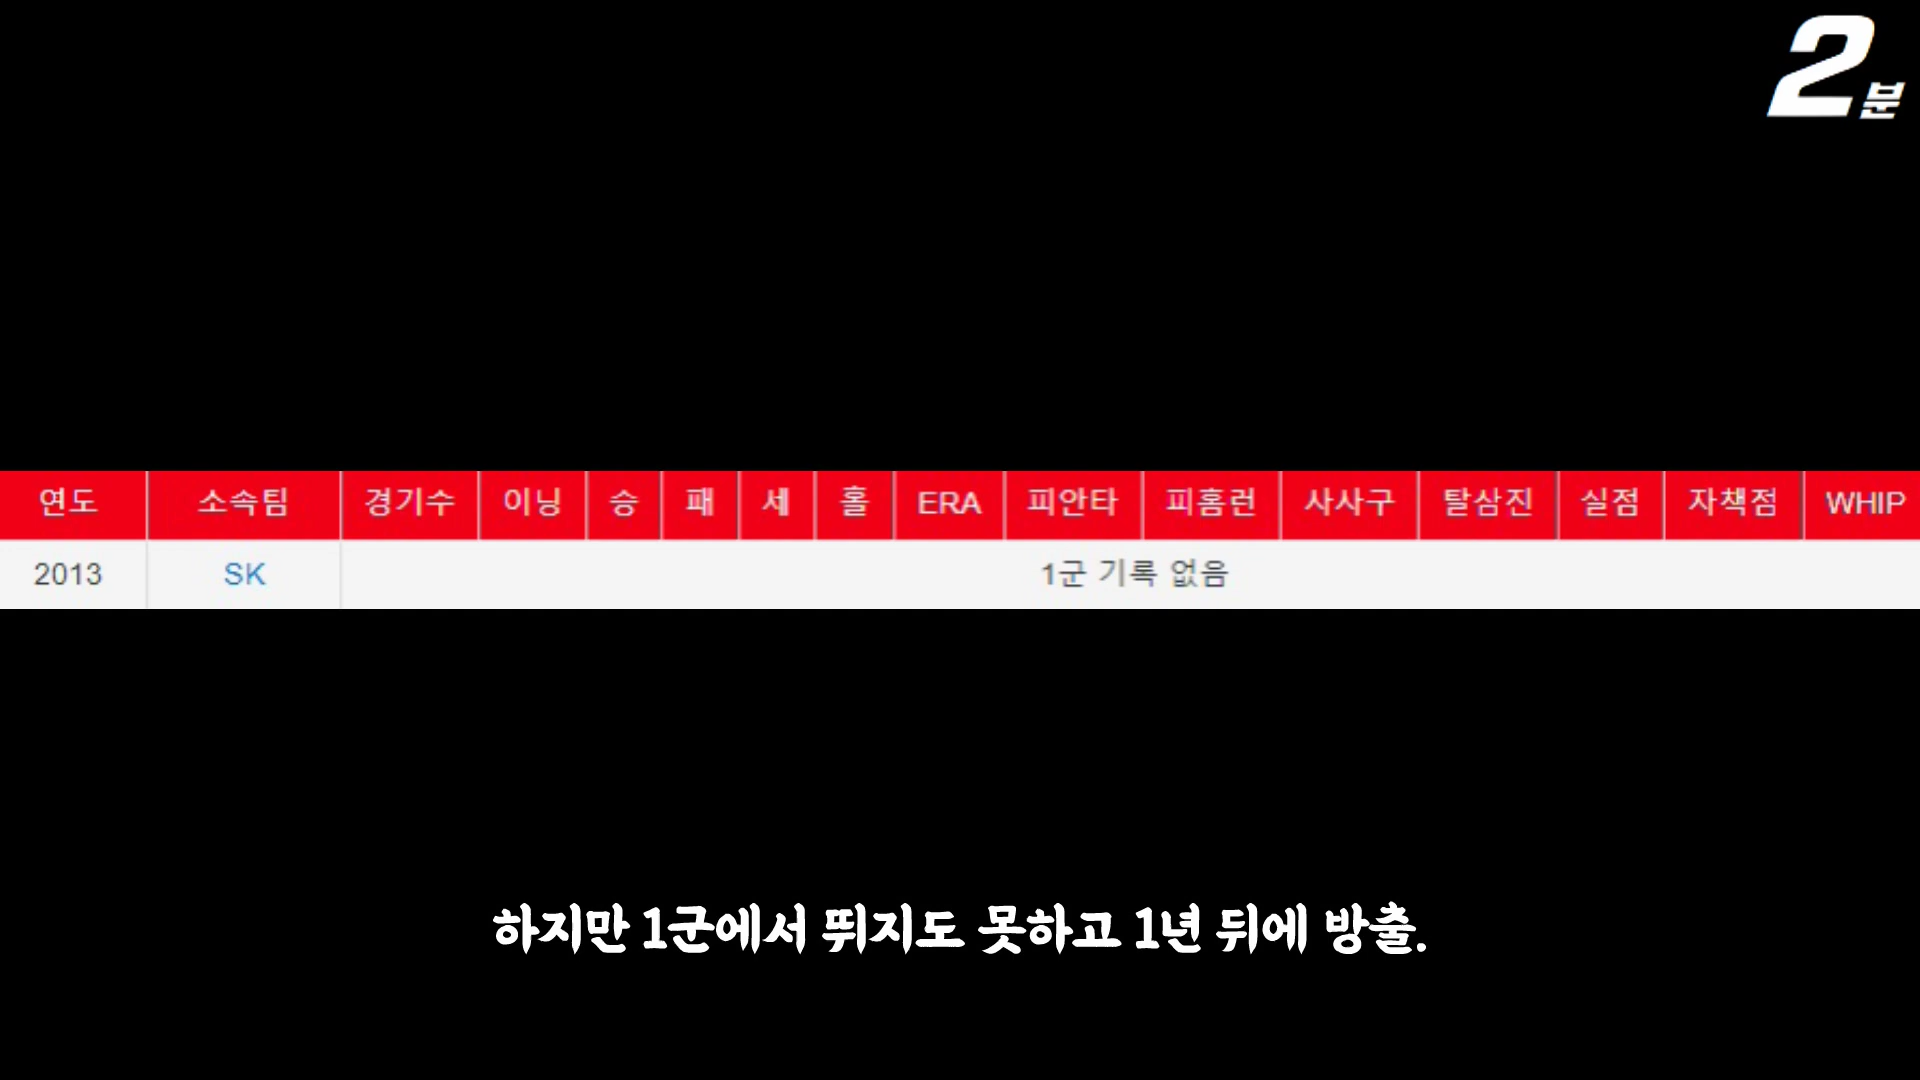 2분
연도 소속팀 경기수 이닝 승 패 세 홀 ERA 피안타 피홈런 사사구 탈삼진 실점 자책점 WHIP
2013 SK 1군 기록 없음
하지만 1군에서 뛰지도 못하고 1년 뒤에 방출.